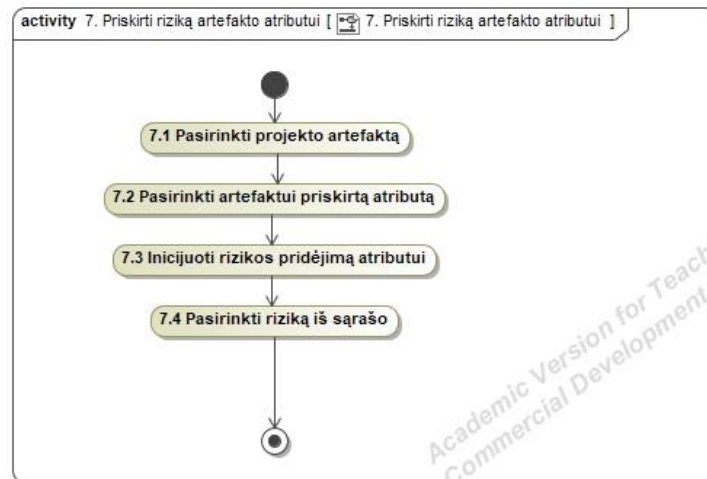 activity 7. Priskirti riziką artefakto atributui [ 7. Priskirti riziką artefakto atributui ]
7.1 Pasirinkti projekto artefaktą
7.2 Pasirinkti artefaktui priskirtą atributą
7.3 Inicijuoti rizikos pridėjimą atributui
7.4 Pasirinkti riziką iš sąrašo
Academic Version for Teach
Commercial Development